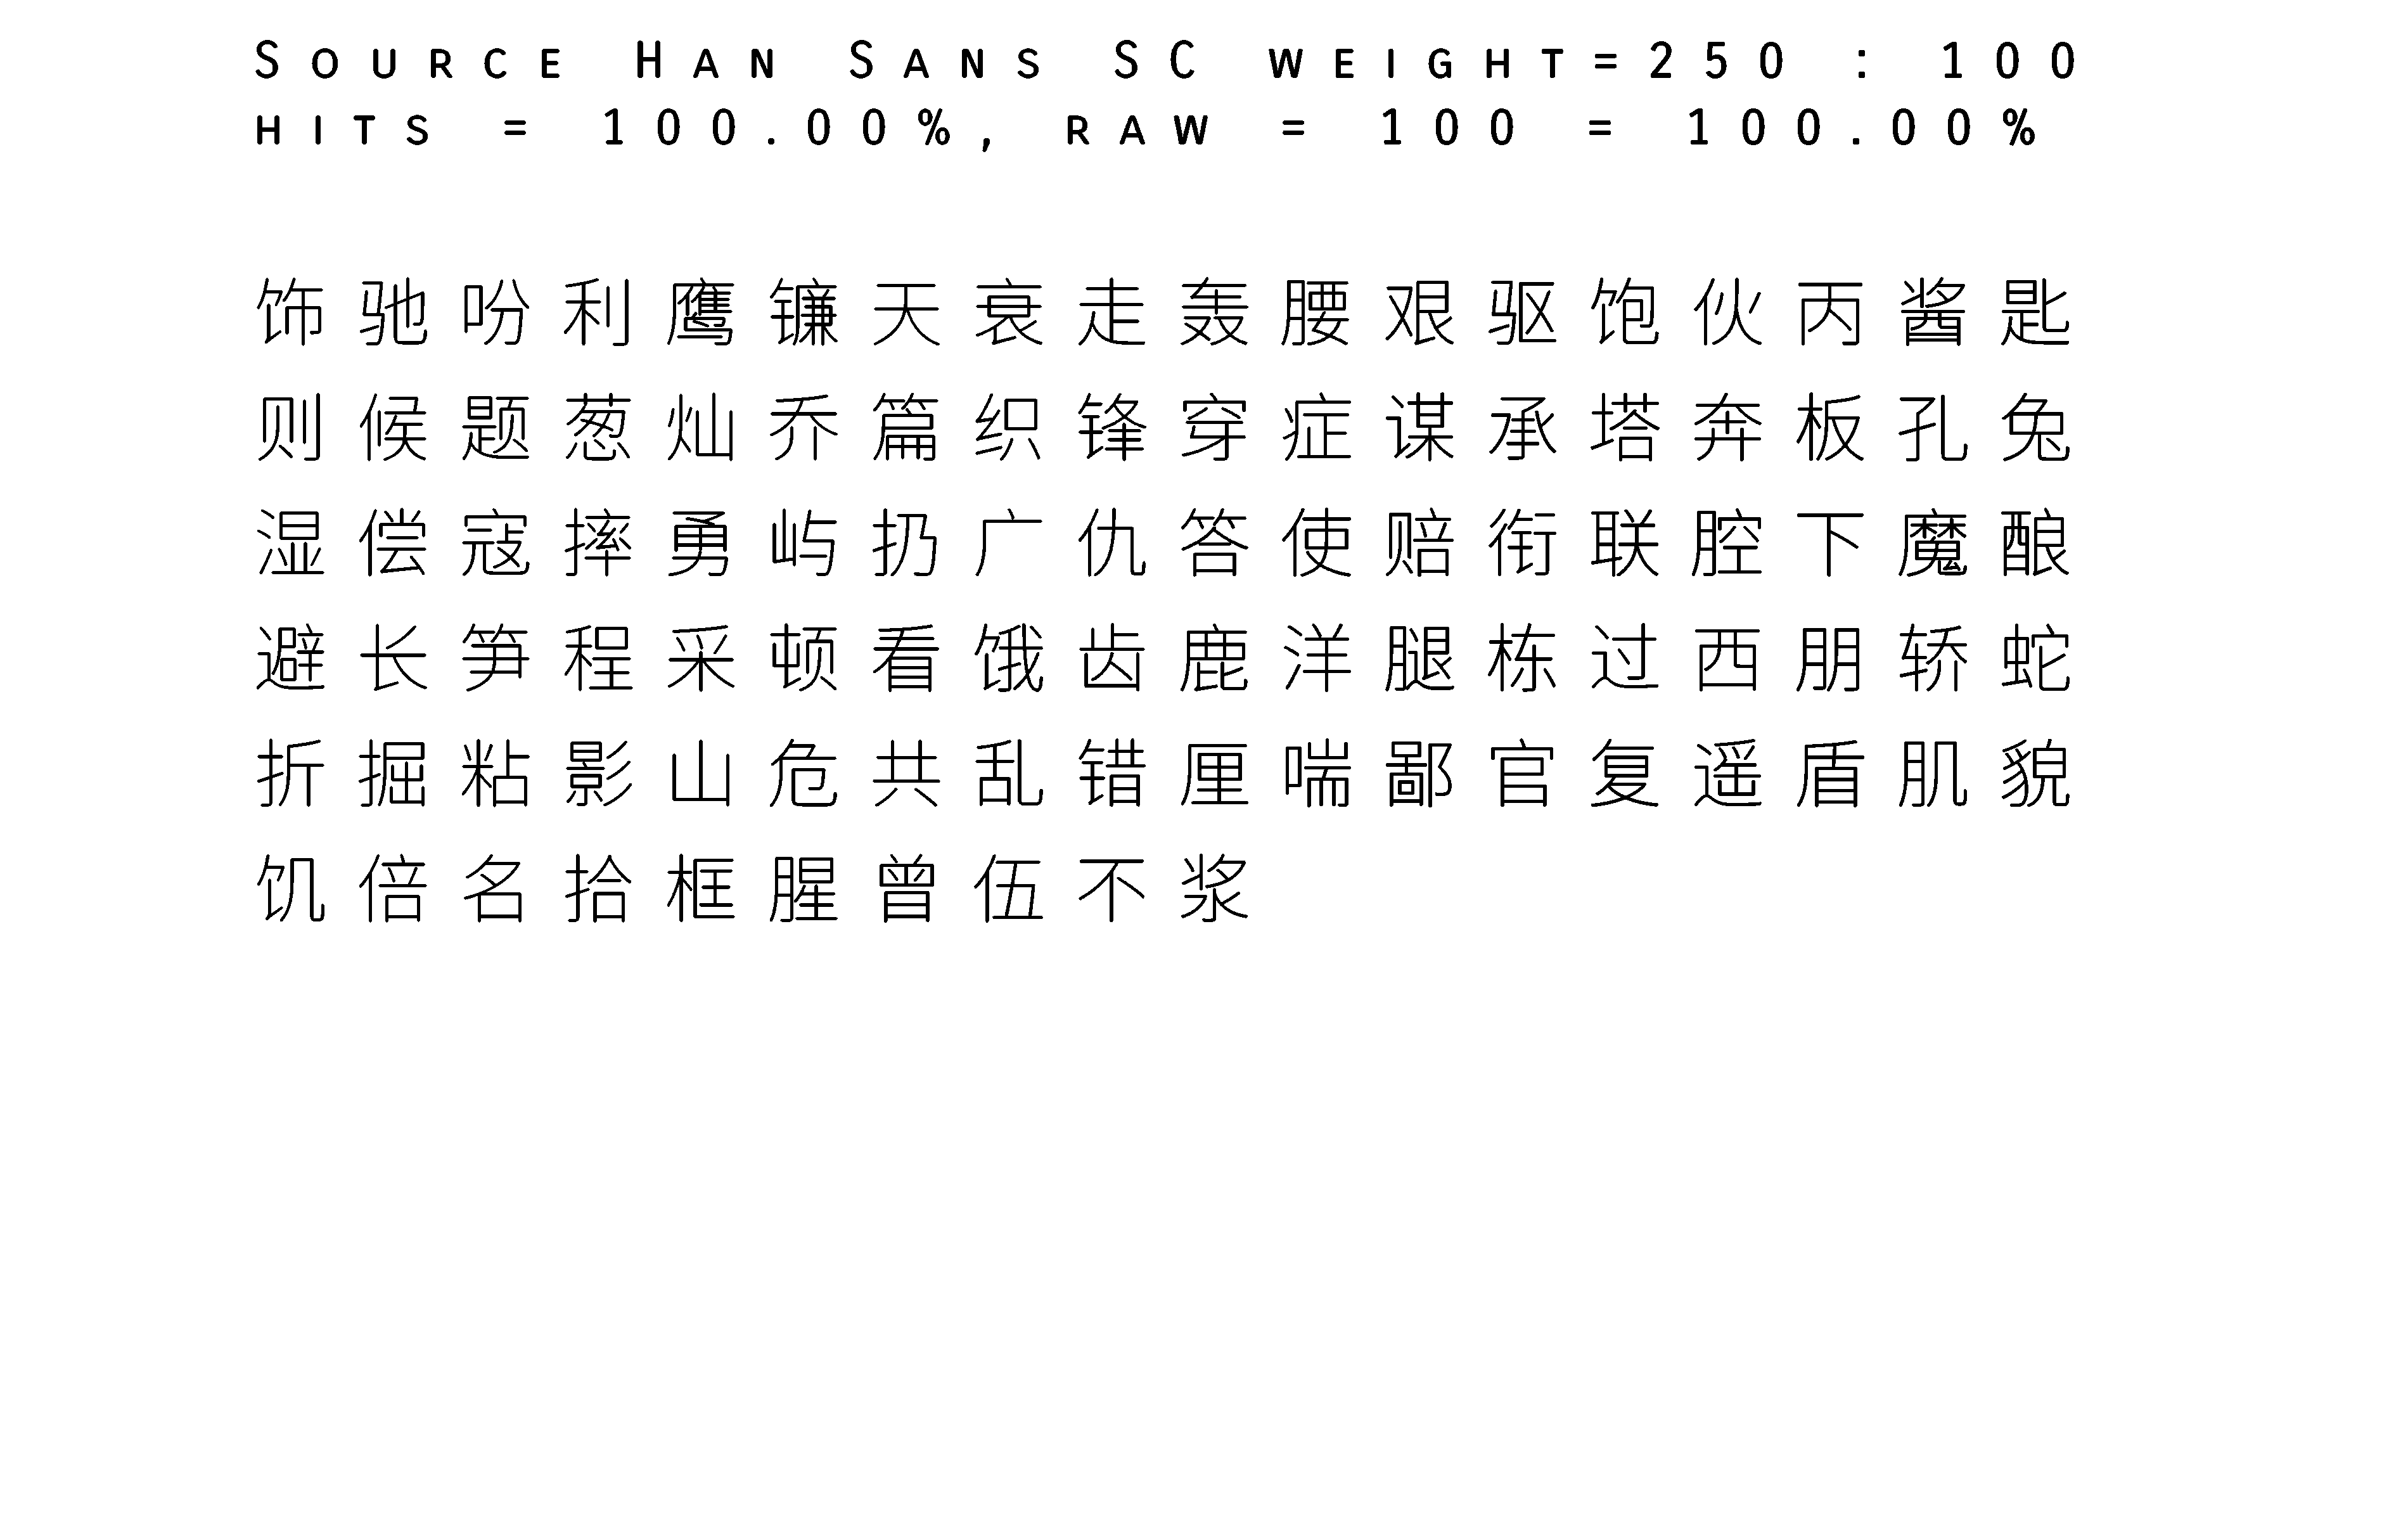 Source Han Sans SC weight=250 : 100
hits = 100.00%, raw = 100 = 100.00%
饰驰吩利鹰镰天衰走轰腰艰驱饱伙丙酱匙
则候题葱灿乔篇织锋穿症谋承塔奔板孔兔
湿偿寇摔勇屿扔广仇答使赔衔联腔下魔酿
避长笋程采顿看饿齿鹿洋腿栋过西朋轿蛇
折掘粘影山危共乱错厘喘鄙官复遥盾肌貌
饥倍名拾框腥曾伍不浆